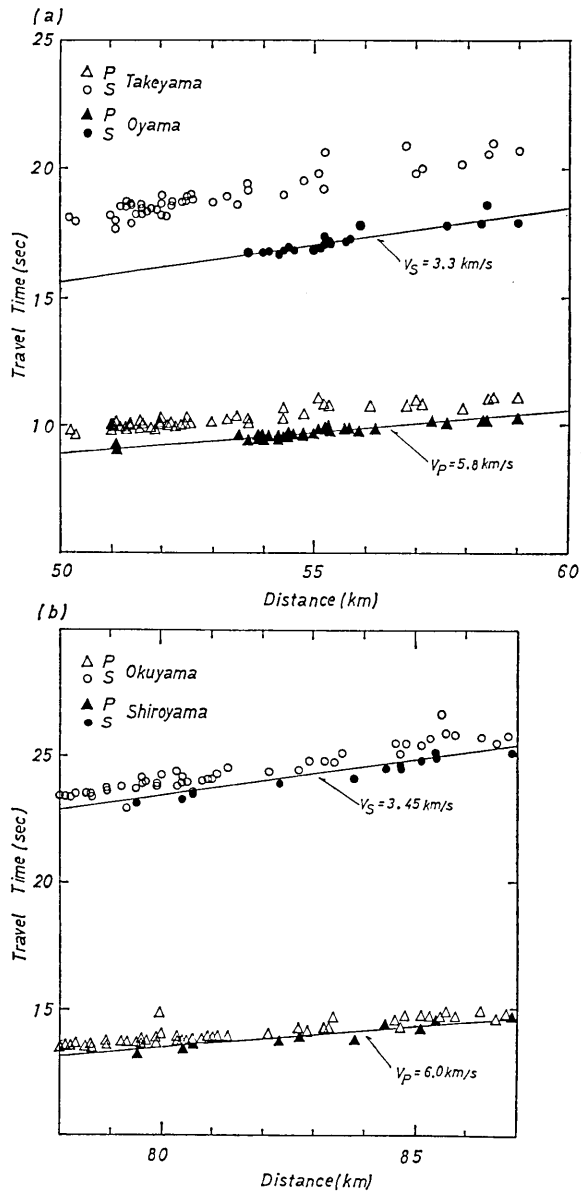 (a)
25
20
15
1.0
50
55
60
△ P Takeyama
○ S
▲ P Oyama
● S
Travel Time (sec)
V_S = 3.3 km/s
V_P = 5.8 km/s
Distance (km)
(b)
25
20
15
10
80
85
△ P Okuyama
○ S
▲ P Shiroyama
● S
Travel Time (sec)
V_S = 3.45 km/s
V_P = 6.0 km/s
Distance (km)